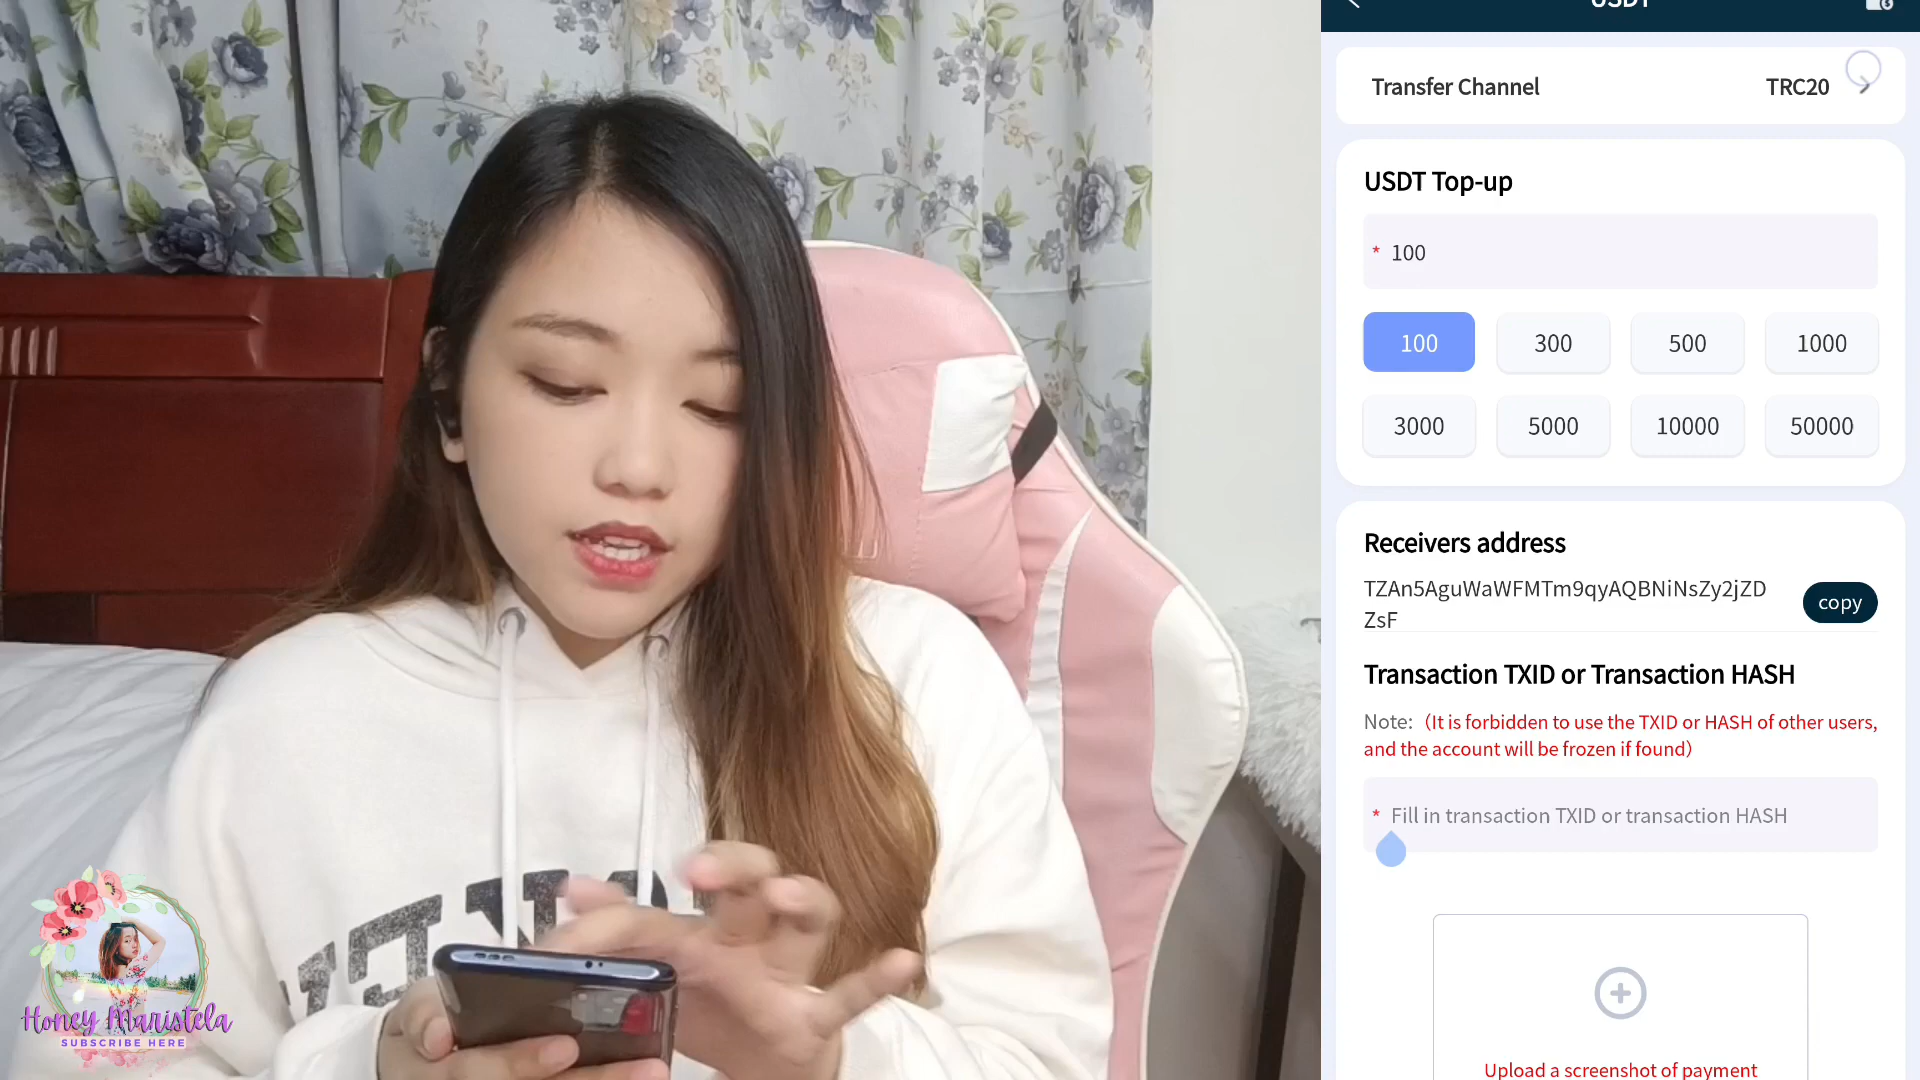 USDT
Transfer Channel
TRC20
USDT Top-up
* 100
100
300
500
1000
3000
5000
10000
50000
Receivers address
TZAn5AguWaWFMTm9qyAQBNiNsZy2jZD
ZsF
copy
Transaction TXID or Transaction HASH
Note:（It is forbidden to use the TXID or HASH of other users,
and the account will be frozen if found）
* Fill in transaction TXID or transaction HASH
Upload a screenshot of payment
Honey Maristela
SUBSCRIBE HERE